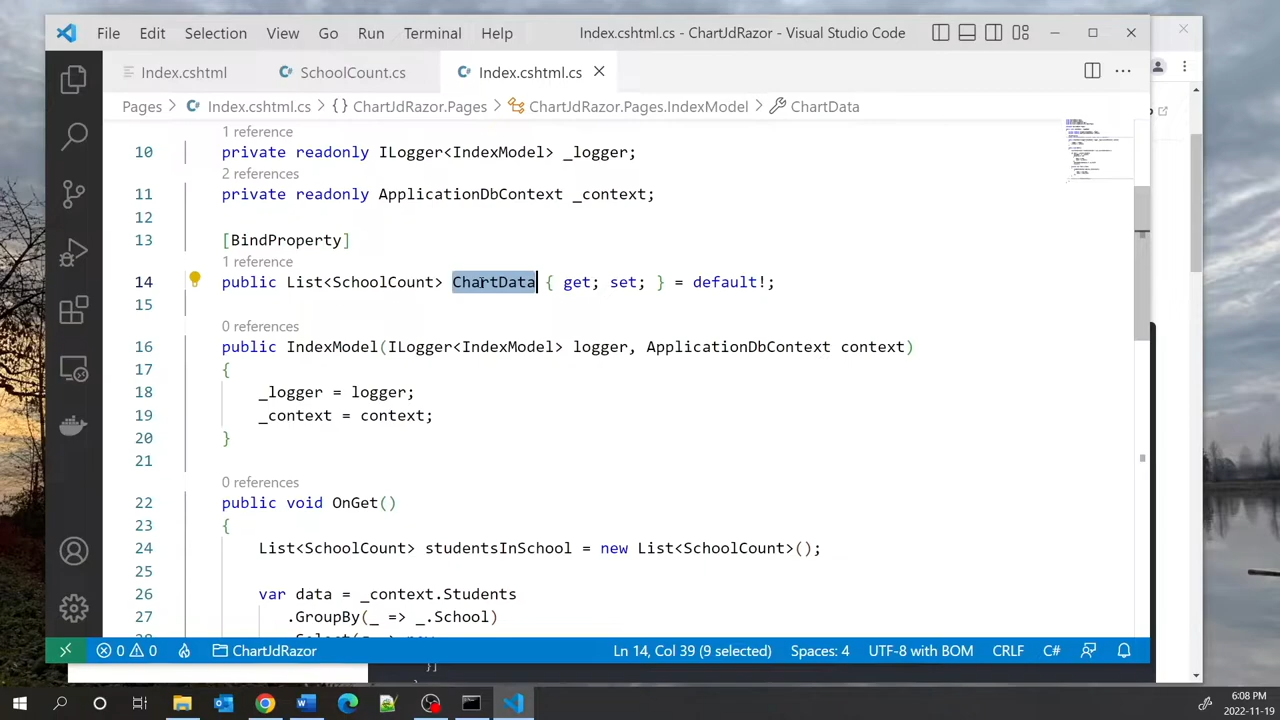 File Edit Selection View Go Run Terminal Help Index.cshtml.cs - ChartJdRazor - Visual Studio Code
Index.cshtml SchoolCount.cs Index.cshtml.cs
Pages > Index.cshtml.cs > {} ChartJdRazor.Pages > ChartJdRazor.Pages.IndexModel > ChartData
1 reference
10 private readonly ILogger<IndexModel> _logger;
2 references
11 private readonly ApplicationDbContext _context;
12
13 [BindProperty]
1 reference
14 public List<SchoolCount> ChartData { get; set; } = default!;
15
0 references
16 public IndexModel(ILogger<IndexModel> logger, ApplicationDbContext context)
17 {
18 _logger = logger;
19 _context = context;
20 }
21
0 references
22 public void OnGet()
23 {
24 List<SchoolCount> studentsInSchool = new List<SchoolCount>();
25
26 var data = _context.Students
27 .GroupBy(_ => _.School)
0 0 ChartJdRazor Ln 14, Col 39 (9 selected) Spaces: 4 UTF-8 with BOM CRLF C#
}]
6:08 PM
2022-11-19